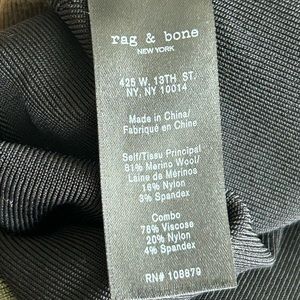 rag & bone
NEW YORK
425 W. 13TH ST.
NY, NY 10014
Made in China/
Fabriqué en Chine
Self/Tissu Principal
81% Merino Wool/
Laine de Mérinos
16% Nylon
3% Spandex
Combo
78% Viscose
20% Nylon
4% Spandex
RN# 108879